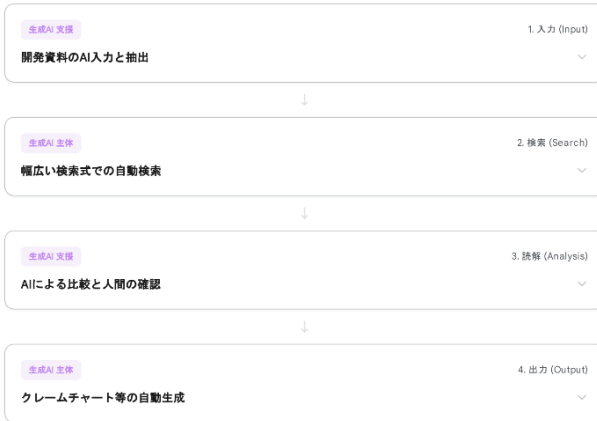 生成AI 支援
1. 入力 (Input)
開発資料のAI入力と抽出
↓
生成AI 主体
2. 検索 (Search)
幅広い検索式での自動検索
↓
生成AI 支援
3. 読解 (Analysis)
AIによる比較と人間の確認
↓
生成AI 主体
4. 出力 (Output)
クレームチャート等の自動生成